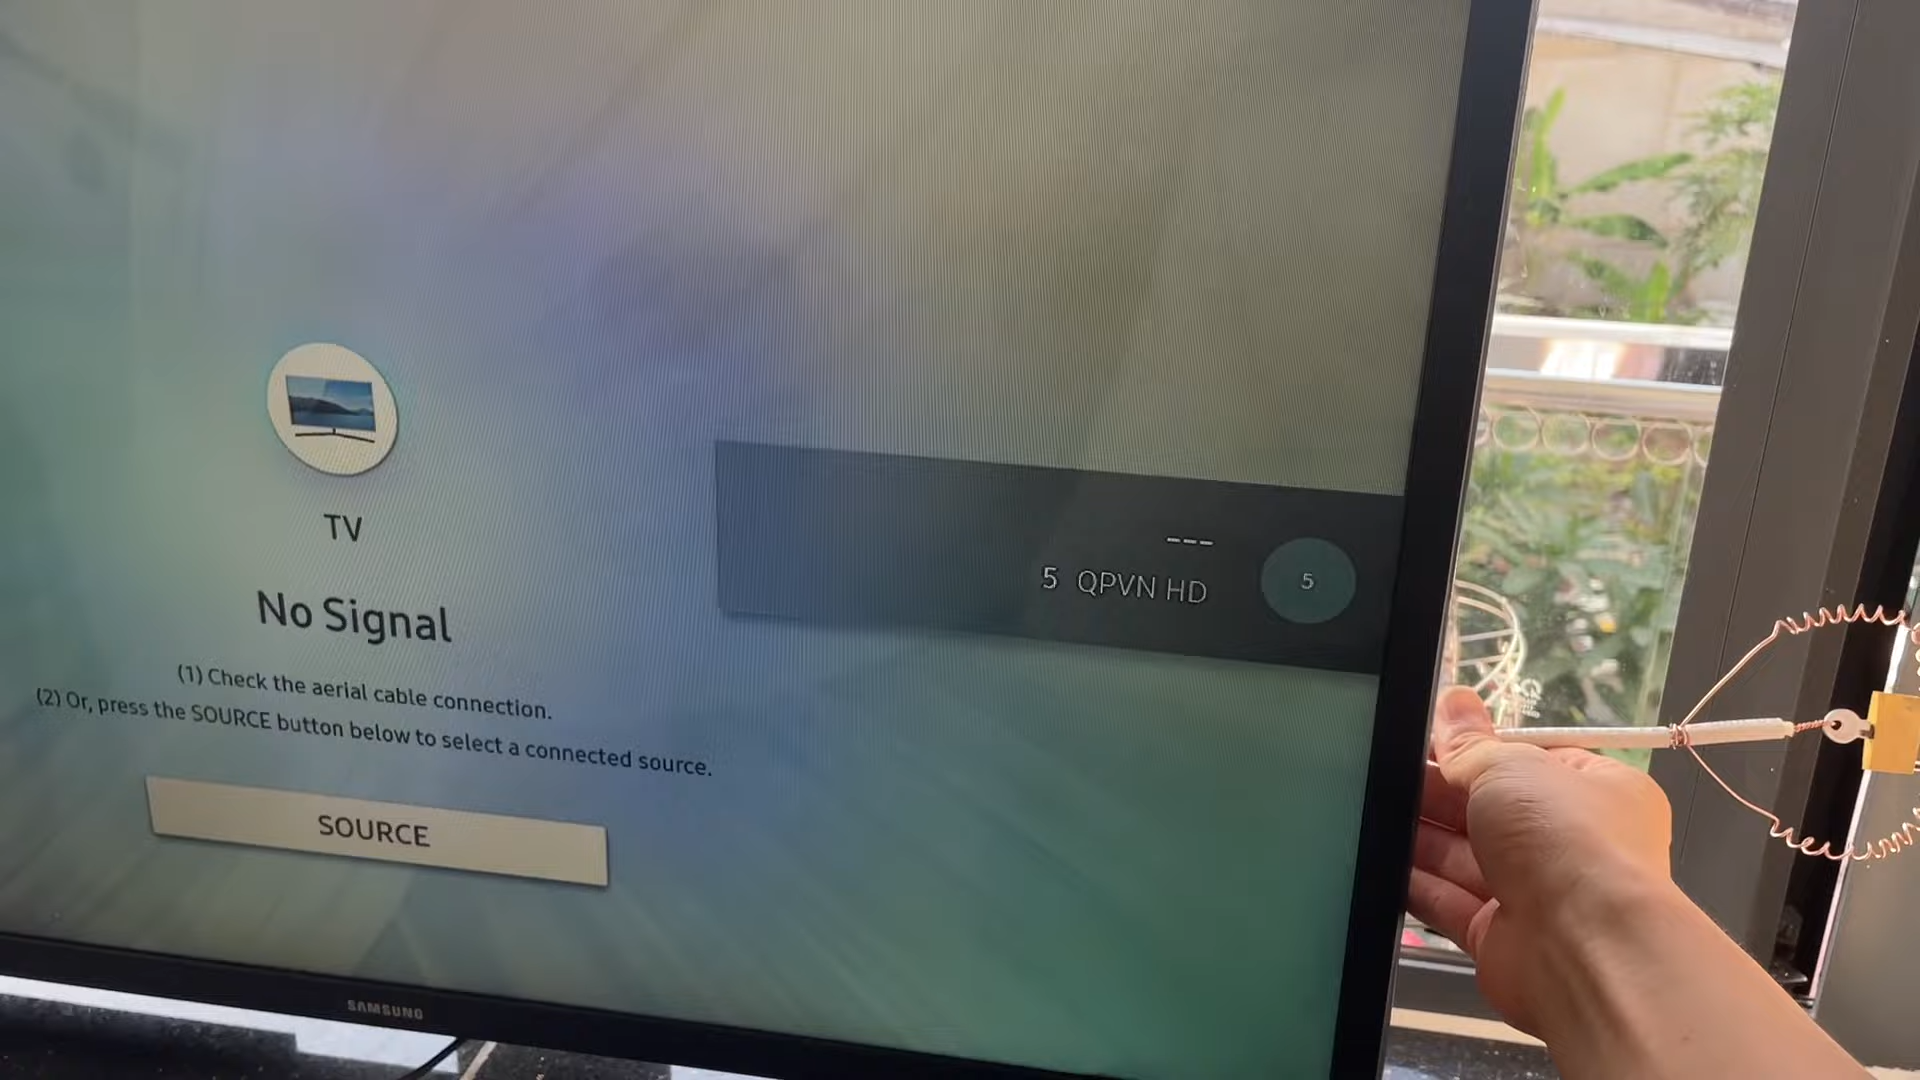 TV
No Signal
(1) Check the aerial cable connection.
(2) Or, press the SOURCE button below to select a connected source.
SOURCE
---
5 QPVN HD
5
SAMSUNG